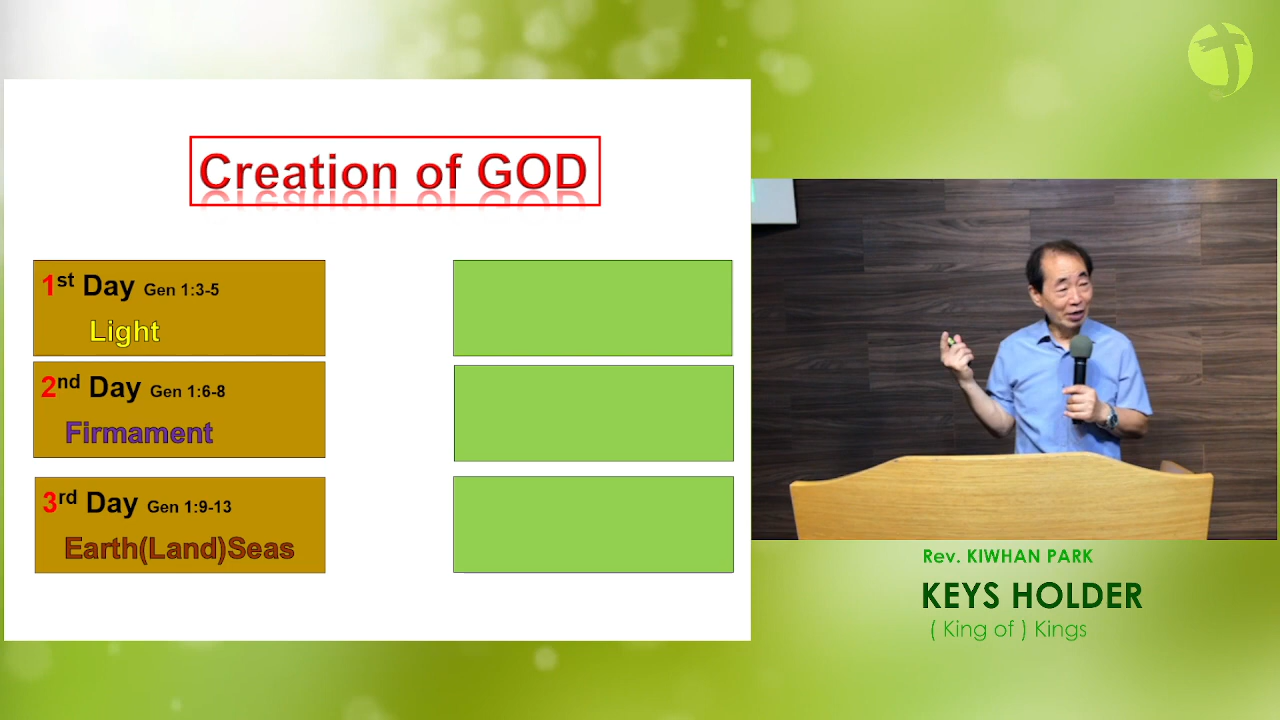 Creation of GOD
1st Day Gen 1:3-5
Light
2nd Day Gen 1:6-8
Firmament
3rd Day Gen 1:9-13
Earth(Land)Seas
Rev. KIWHAN PARK
KEYS HOLDER
( King of ) Kings